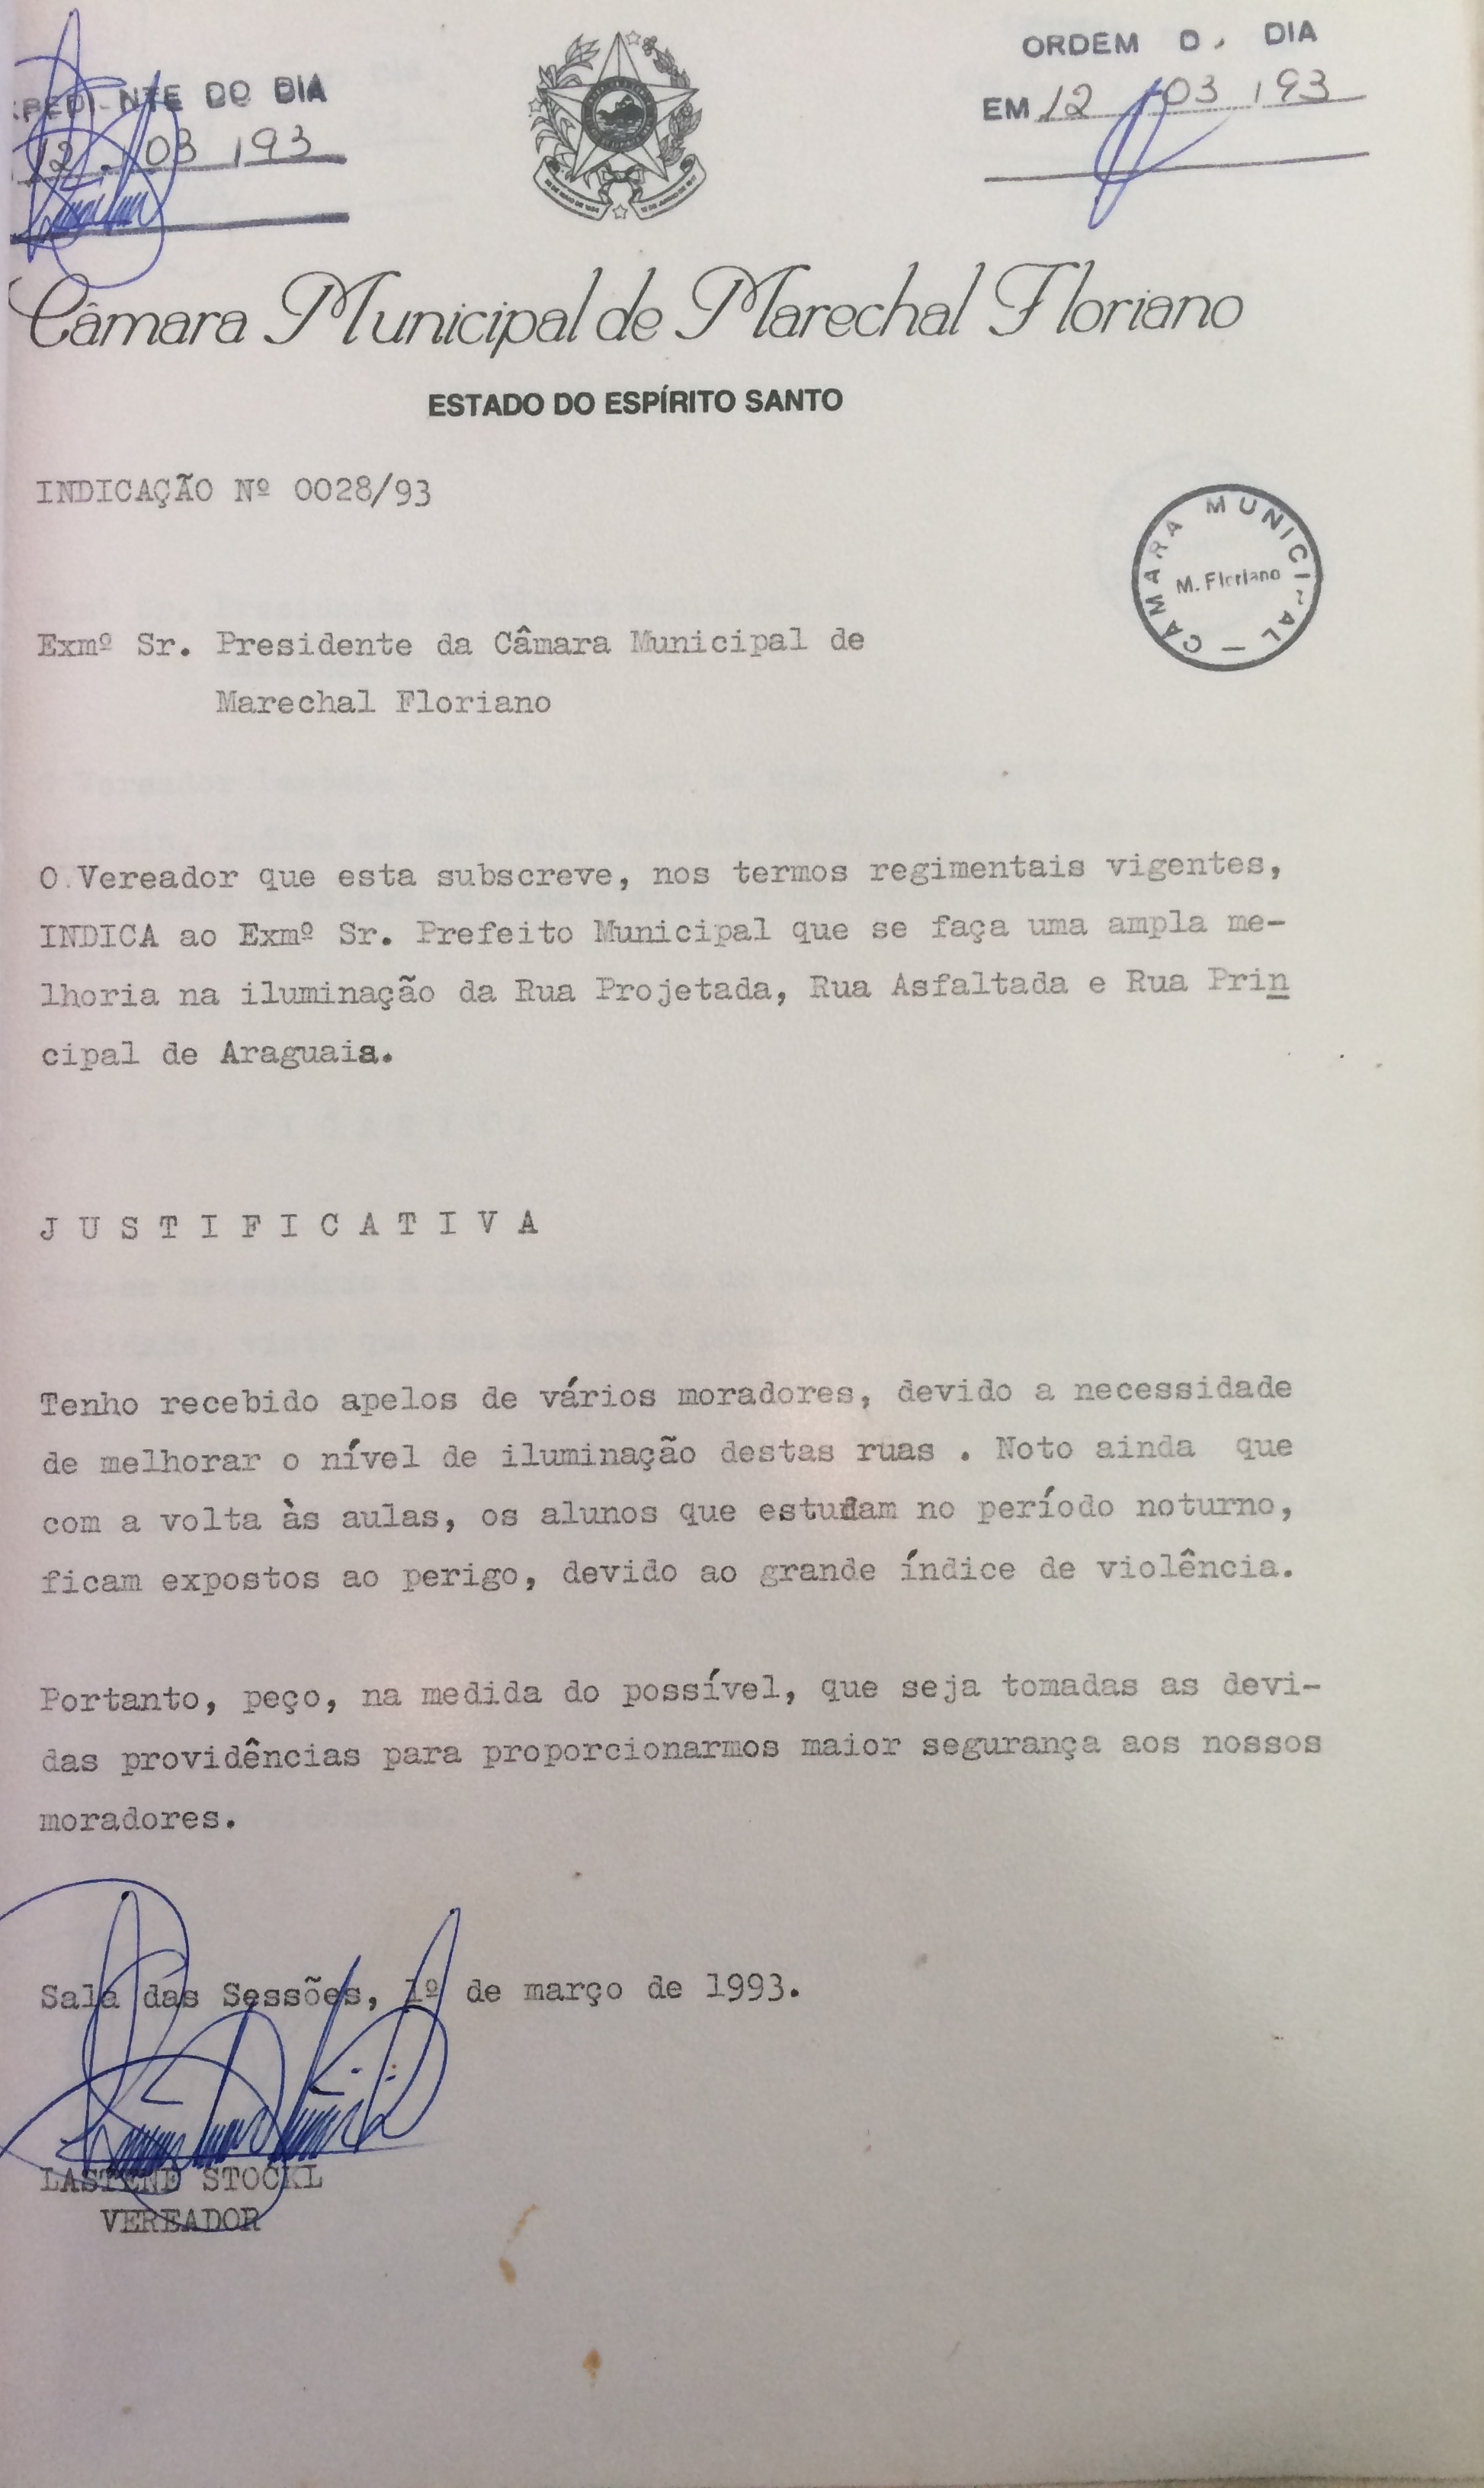 NTE DO DIA
12 03 93
ORDEM D DIA
EM 12 03 93
Câmara Municipal de Marechal Floriano
ESTADO DO ESPÍRITO SANTO
INDICAÇÃO Nº 0028/93
CAMARA MUNICI AL
M. Floriano
Exmº Sr. Presidente da Câmara Municipal de
Marechal Floriano
O Vereador que esta subscreve, nos termos regimentais vigentes,
INDICA ao Exmº Sr. Prefeito Municipal que se faça uma ampla me-
lhoria na iluminação da Rua Projetada, Rua Asfaltada e Rua Prin
cipal de Araguaia.
J U S T I F I C A T I V A
Tenho recebido apelos de vários moradores, devido a necessidade
de melhorar o nível de iluminação destas ruas . Noto ainda que
com a volta às aulas, os alunos que estudam no período noturno,
ficam expostos ao perigo, devido ao grande índice de violência.
Portanto, peço, na medida do possível, que seja tomadas as devi-
das providências para proporcionarmos maior segurança aos nossos
moradores.
Sala das Sessões, 1º de março de 1993.
LASTENE STOCKL
VEREADOR